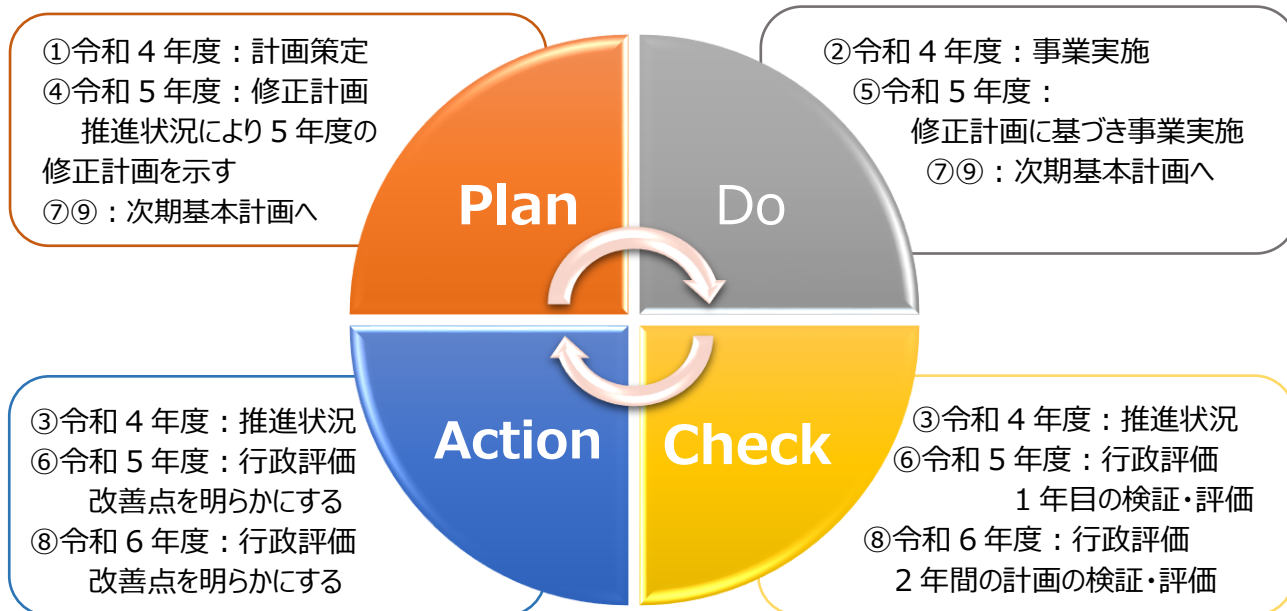 ①令和４年度：計画策定
④令和５年度：修正計画
推進状況により５年度の
修正計画を示す
⑦⑨：次期基本計画へ
Plan
②令和４年度：事業実施
⑤令和５年度：
修正計画に基づき事業実施
⑦⑨：次期基本計画へ
Do
③令和４年度：推進状況
⑥令和５年度：行政評価
改善点を明らかにする
⑧令和６年度：行政評価
改善点を明らかにする
Action
③令和４年度：推進状況
⑥令和５年度：行政評価
１年目の検証・評価
⑧令和６年度：行政評価
２年間の計画の検証・評価
Check